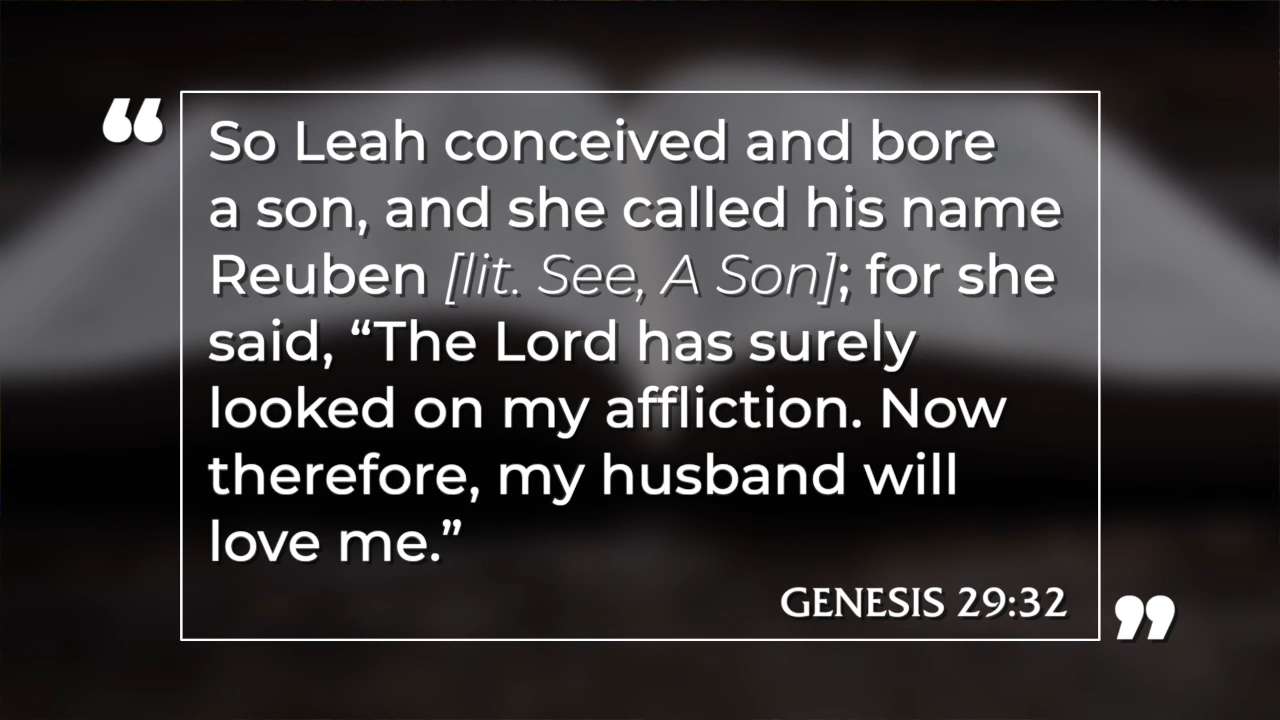 “
So Leah conceived and bore
a son, and she called his name
Reuben [lit. See, A Son]; for she
said, “The Lord has surely
looked on my affliction. Now
therefore, my husband will
love me.”
GENESIS 29:32
”